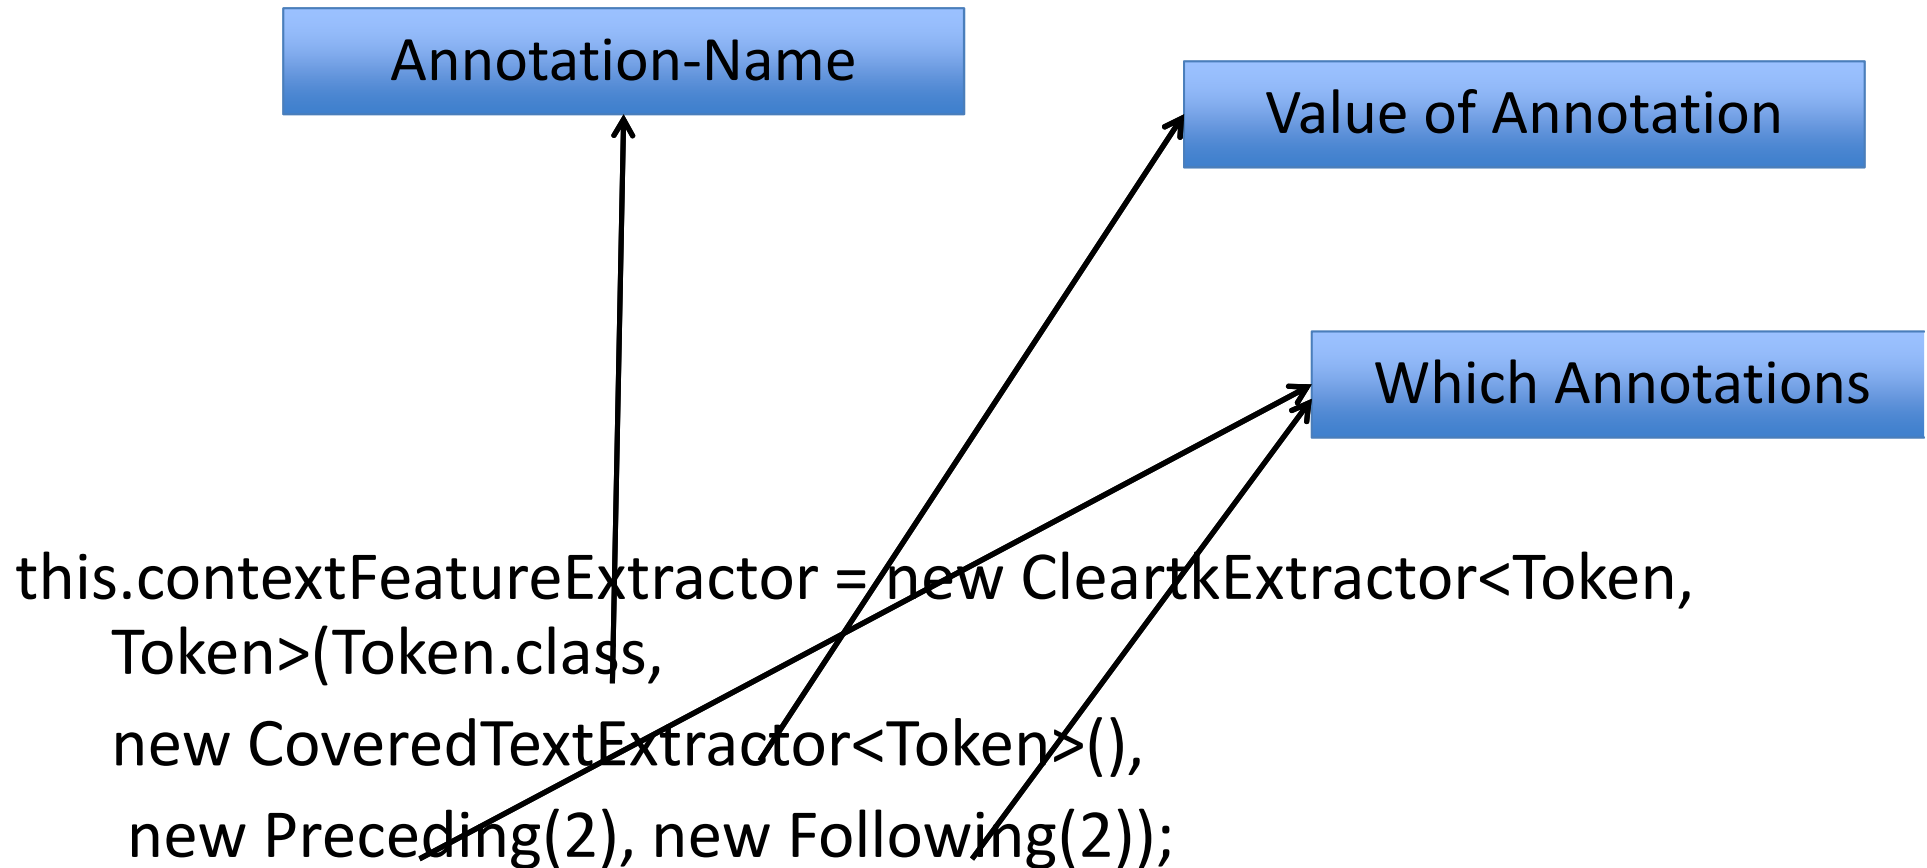 Annotation-Name
Value of Annotation
Which Annotations
this.contextFeatureExtractor = new CleartkExtractor<Token,
Token>(Token.class,
new CoveredTextExtractor<Token>(),
new Preceding(2), new Following(2));